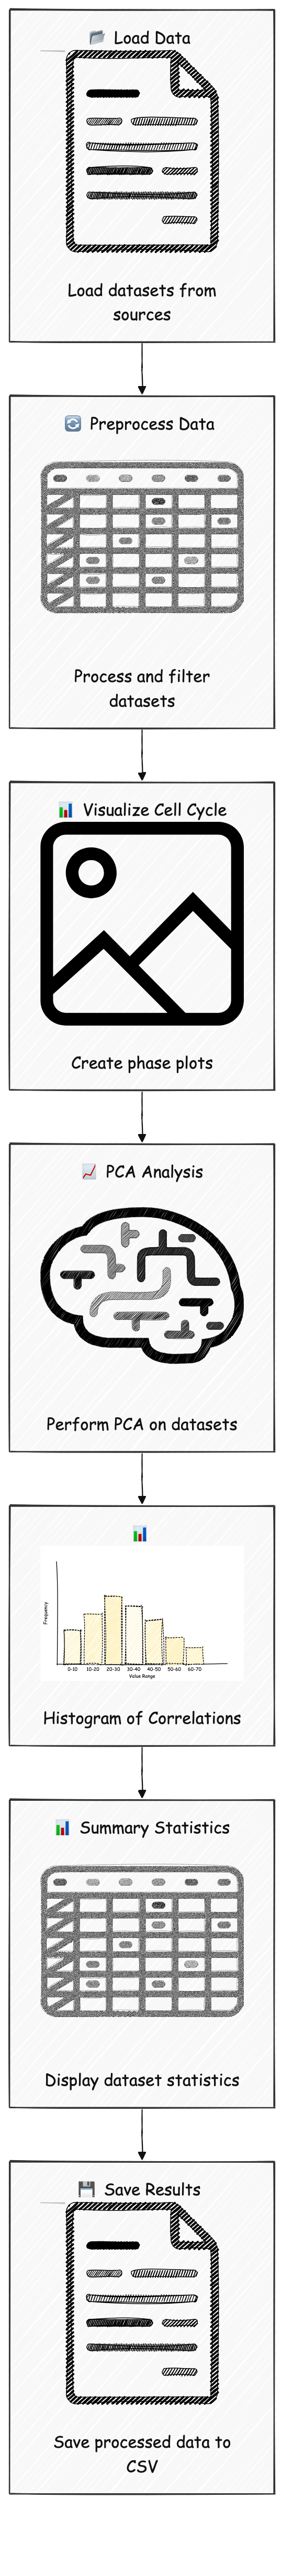 📂 Load Data
Load datasets from
sources
🔄 Preprocess Data
Process and filter
datasets
📊 Visualize Cell Cycle
Create phase plots
📈 PCA Analysis
Perform PCA on datasets
📊
Frequency
0-10 10-20 20-30 30-40 40-50 50-60 60-70
Value Range
Histogram of Correlations
📊 Summary Statistics
Display dataset statistics
💾 Save Results
Save processed data to
CSV